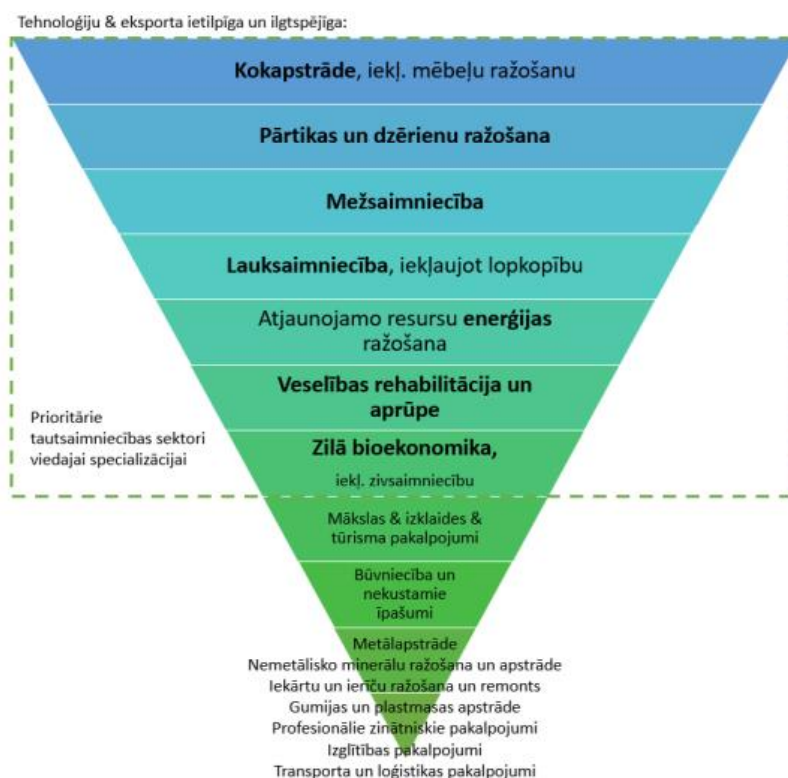 Tehnoloģiju & eksporta ietilpīga un ilgtspējīga:
Kokapstrāde, iekļ. mēbeļu ražošanu
Pārtikas un dzērienu ražošana
Mežsaimniecība
Lauksaimniecība, iekļaujot lopkopību
Atjaunojamo resursu enerģijas
ražošana
Veselības rehabilitācija un
aprūpe
Prioritārie
tautsaimniecības sektori
viedajai specializācijai
Zilā bioekonomika,
iekļ. zivsaimniecību
Mākslas & izklaides &
tūrisma pakalpojumi
Būvniecība un
nekustamie
īpašumi
Metālapstrāde
Nemetālisko minerālu ražošana un apstrāde
Iekārtu un ierīču ražošana un remonts
Gumijas un plastmasas apstrāde
Profesionālie zinātniskie pakalpojumi
Izglītības pakalpojumi
Transporta un loģistikas pakalpojumi